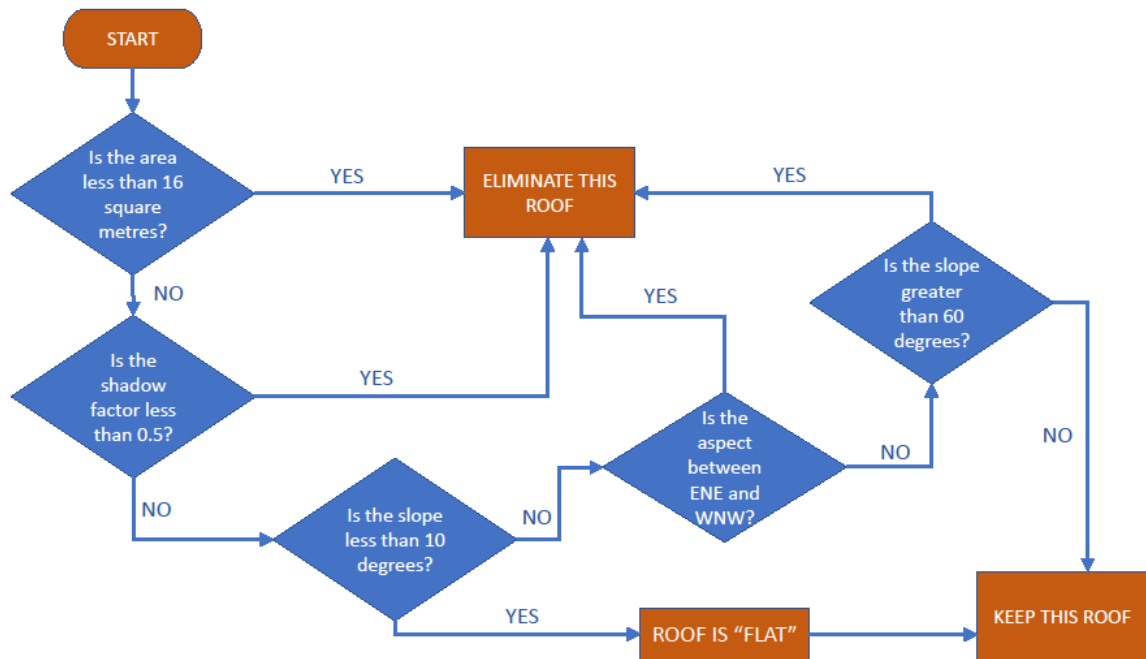 START
Is the area
less than 16
square
metres?
YES
ELIMINATE THIS
ROOF
YES
NO
Is the slope
greater
than 60
degrees?
YES
Is the
shadow
factor less
than 0.5?
YES
Is the
aspect
between
ENE and
WNW?
NO
NO
NO
Is the slope
less than 10
degrees?
NO
YES
ROOF IS “FLAT”
KEEP THIS ROOF